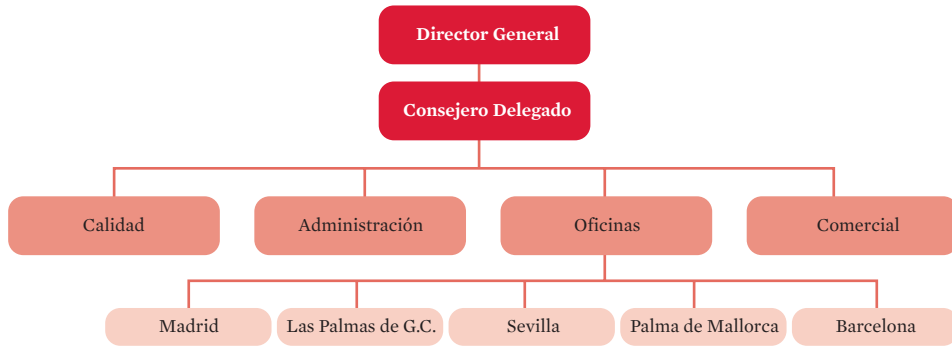 Director General
Consejero Delegado
Calidad
Administración
Oficinas
Comercial
Madrid
Las Palmas de G.C.
Sevilla
Palma de Mallorca
Barcelona